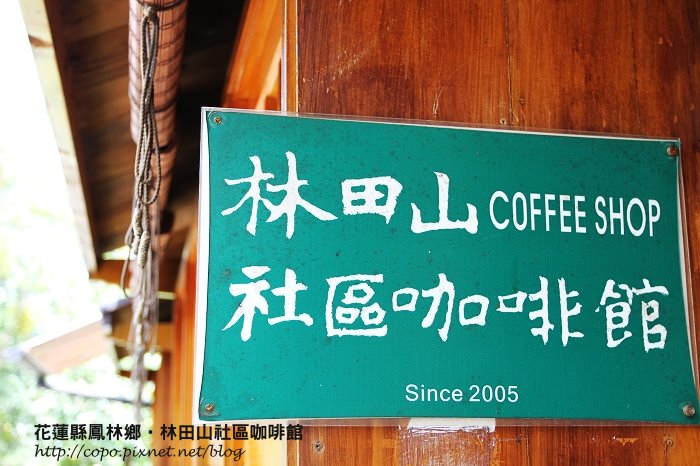 林田山 COFFEE SHOP
社區咖啡館
Since 2005
花蓮縣鳳林鄉·林田山社區咖啡館
http://copo.pixnet.net/blog